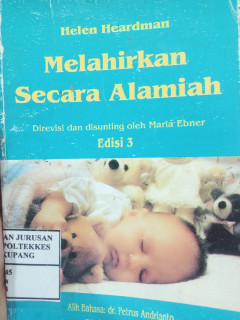 Helen Heardman
Melahirkan
Secara Alamiah
Direvisi dan disunting oleh Maria Ebner
Edisi 3
AN JURUSAN
POLTEKKES
KUPANG
Alih Bahasa: dr. Petrus Andrianto